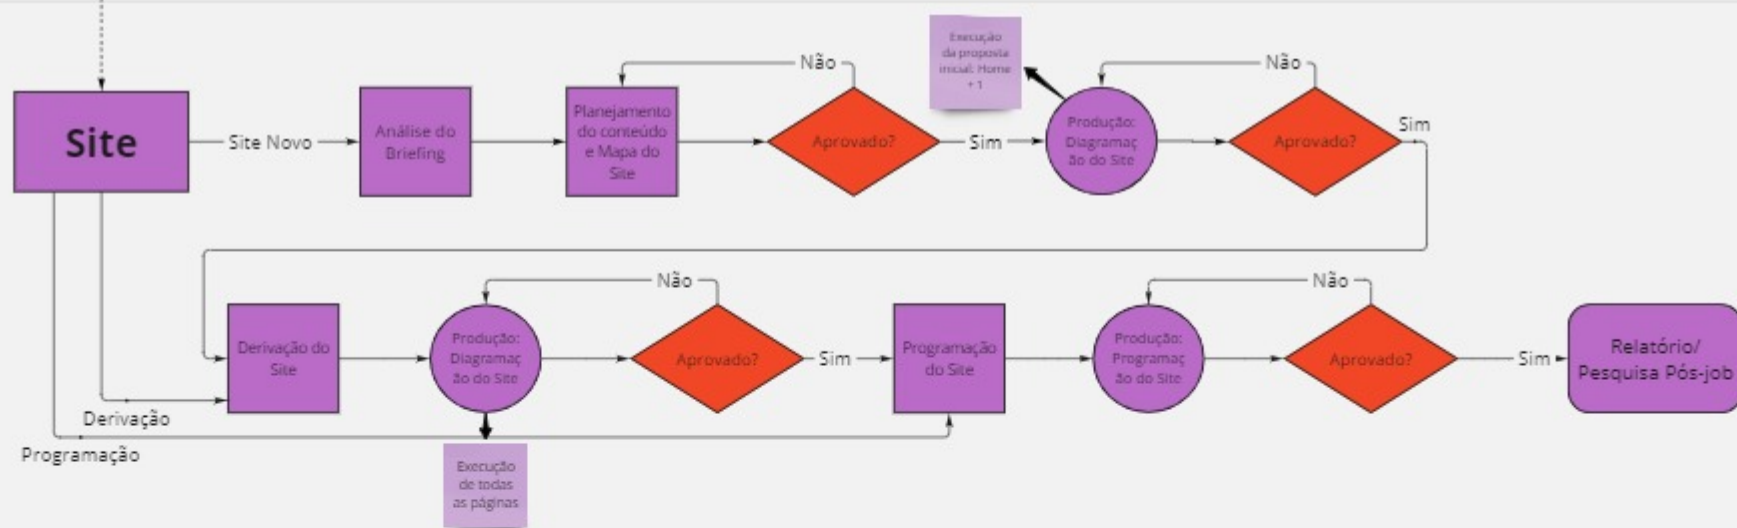 Execução
da proposta
inicial: Home
+ 1
Não
Não
Site
Site Novo
Análise do
Briefing
Planejamento
do conteúdo
e Mapa do
Site
Aprovado?
Sim
Produção:
Diagramaç
ão do Site
Aprovado?
Sim
Não
Não
Derivação do
Site
Produção:
Diagramaç
ão do Site
Aprovado?
Sim
Programação
do Site
Produção:
Programaç
ão do Site
Aprovado?
Sim
Relatório/
Pesquisa Pós-job
Derivação
Programação
Execução
de todas
as páginas